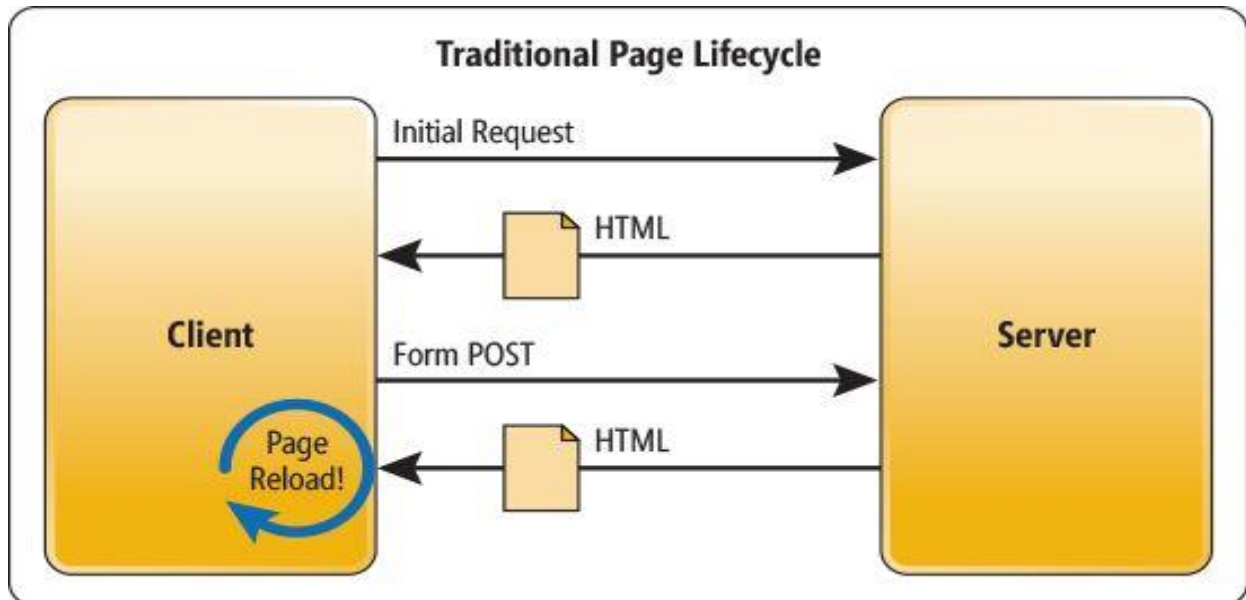 Traditional Page Lifecycle
Initial Request
HTML
Client
Server
Form POST
HTML
Page
Reload!